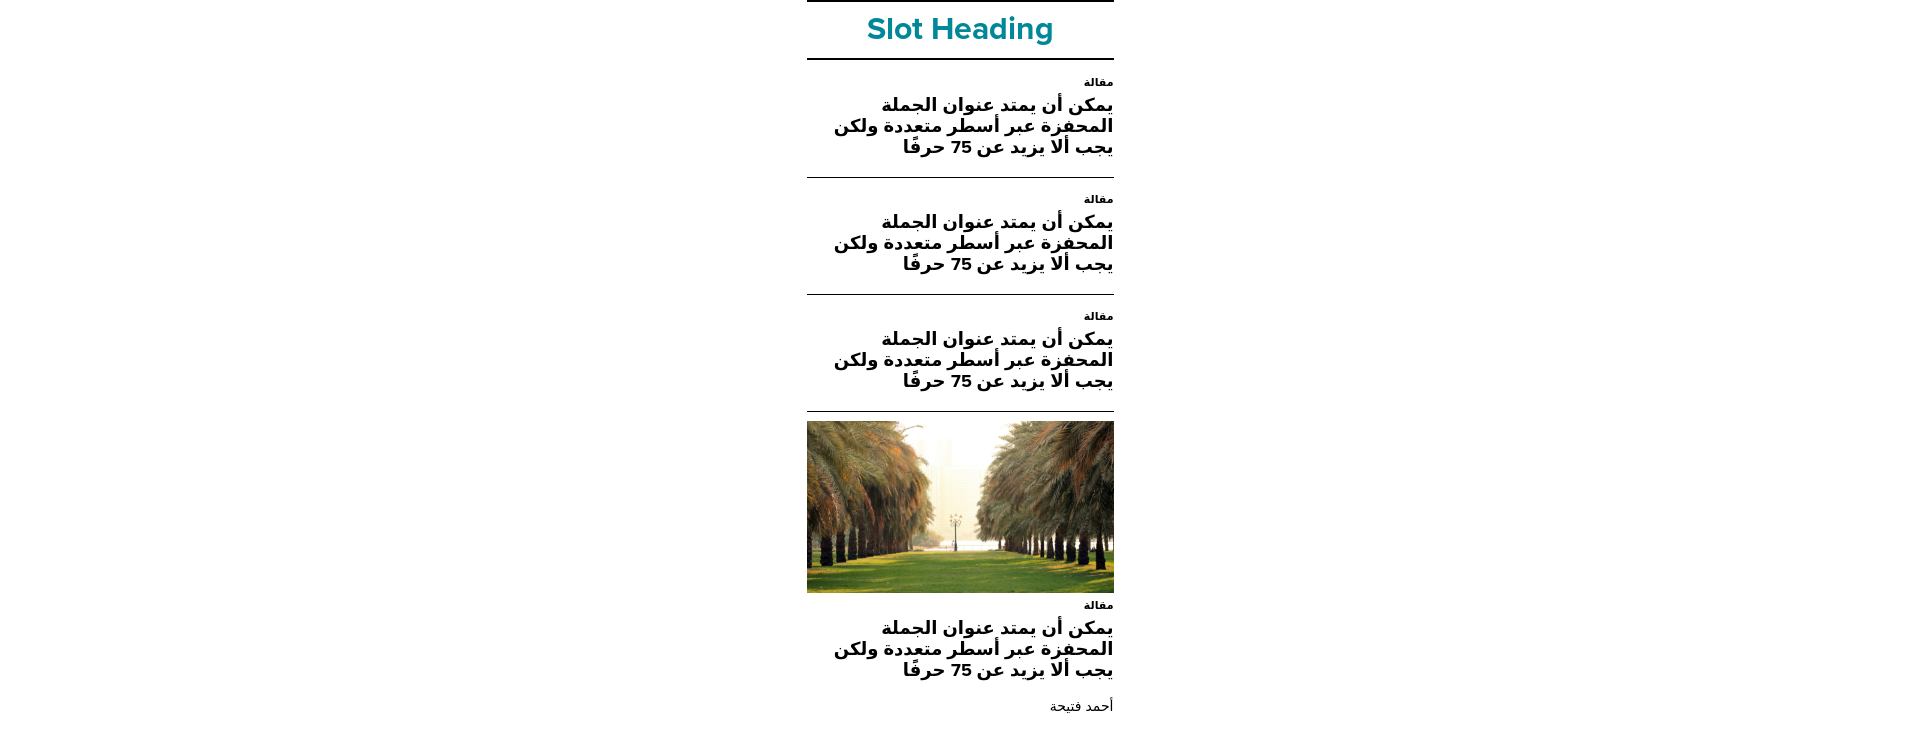 Slot Heading
مقالة
يمكن أن يمتد عنوان الجملة
المحفزة عبر أسطر متعددة ولكن
يجب ألا يزيد عن 75 حرفًا
مقالة
يمكن أن يمتد عنوان الجملة
المحفزة عبر أسطر متعددة ولكن
يجب ألا يزيد عن 75 حرفًا
مقالة
يمكن أن يمتد عنوان الجملة
المحفزة عبر أسطر متعددة ولكن
يجب ألا يزيد عن 75 حرفًا
مقالة
يمكن أن يمتد عنوان الجملة
المحفزة عبر أسطر متعددة ولكن
يجب ألا يزيد عن 75 حرفًا
أحمد فتيحة